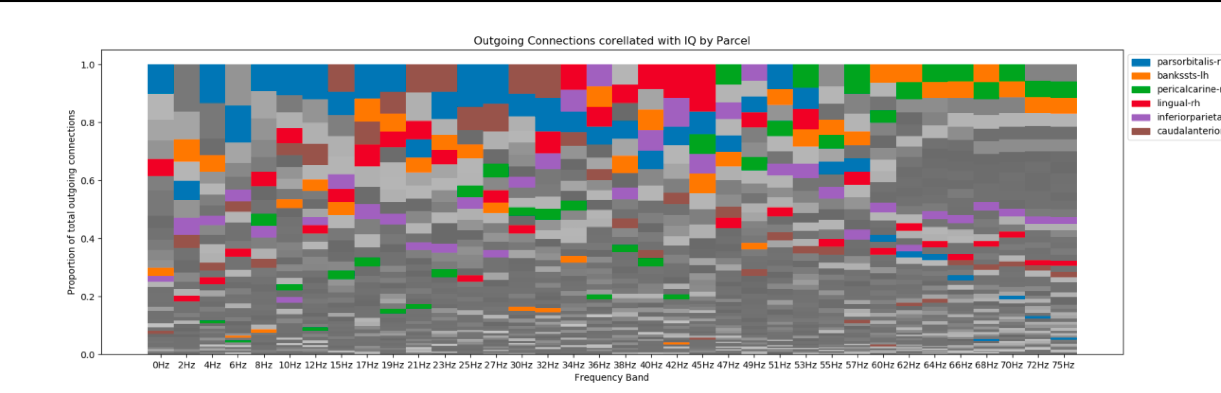 Outgoing Connections corellated with IQ by Parcel
1.0
0.8
0.6
0.4
0.2
0.0
Proportion of total outgoing connections
0Hz 2Hz 4Hz 6Hz 8Hz 10Hz 12Hz 15Hz 17Hz 19Hz 21Hz 23Hz 25Hz 27Hz 30Hz 32Hz 34Hz 36Hz 38Hz 40Hz 42Hz 45Hz 47Hz 49Hz 51Hz 53Hz 55Hz 57Hz 60Hz 62Hz 64Hz 66Hz 68Hz 70Hz 72Hz 75Hz
Frequency Band
parsorbitalis-r
bankssts-lh
pericalcarine-r
lingual-rh
inferiorparieta
caudalanterio